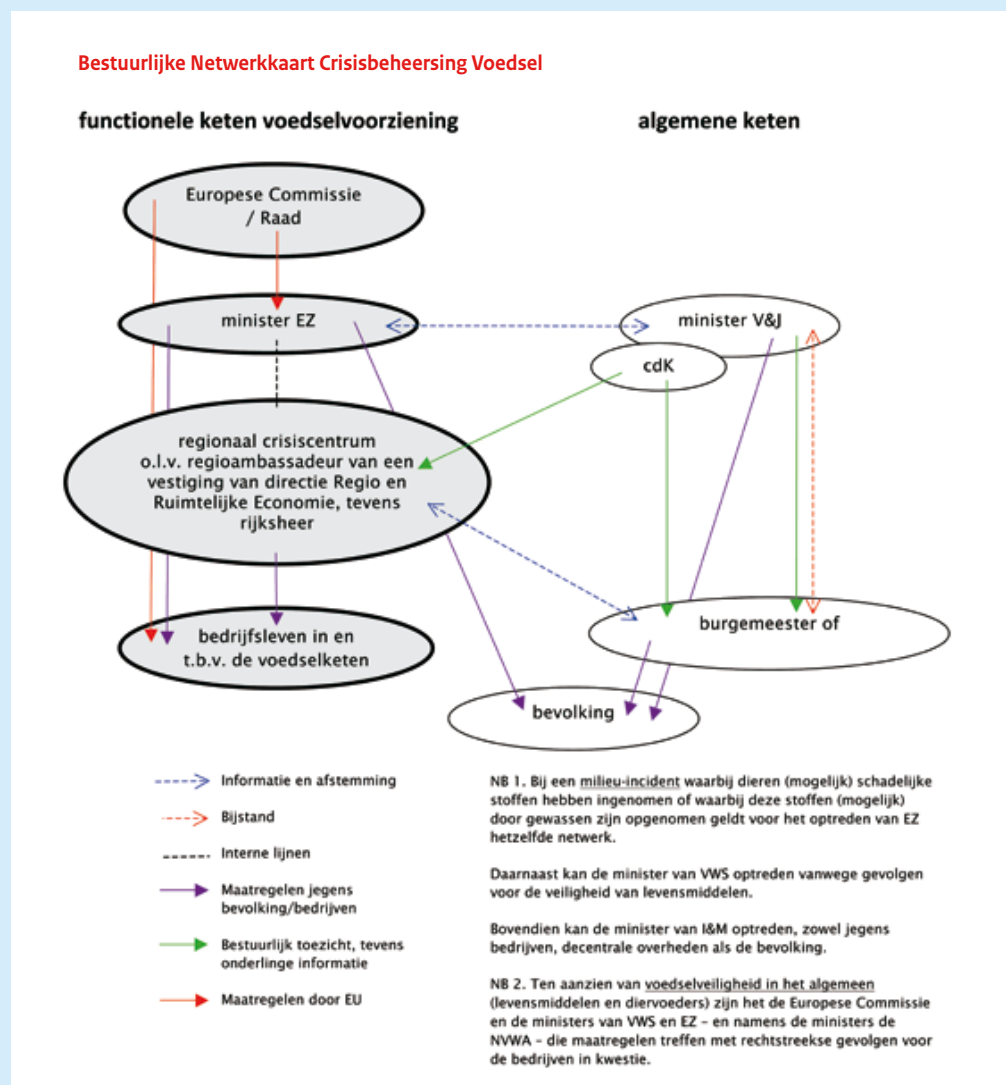 Bestuurlijke Netwerkkaart Crisisbeheersing Voedsel
functionele keten voedselvoorziening
algemene keten
Europese Commissie
/ Raad
minister EZ
minister V&J
cdK
regionaal crisiscentrum
o.l.v. regioambassadeur van een
vestiging van directie Regio en
Ruimtelijke Economie, tevens
rijksheer
burgemeester of
bedrijfsleven in en
t.b.v. de voedselketen
bevolking
Informatie en afstemming
Bijstand
Interne lijnen
Maatregelen jegens
bevolking/bedrijven
Bestuurlijk toezicht, tevens
onderlinge informatie
Maatregelen door EU
NB 1. Bij een milieu-incident waarbij dieren (mogelijk) schadelijke
stoffen hebben ingenomen of waarbij deze stoffen (mogelijk)
door gewassen zijn opgenomen geldt voor het optreden van EZ
hetzelfde netwerk.
Daarnaast kan de minister van VWS optreden vanwege gevolgen
voor de veiligheid van levensmiddelen.
Bovendien kan de minister van I&M optreden, zowel jegens
bedrijven, decentrale overheden als de bevolking.
NB 2. Ten aanzien van voedselveiligheid in het algemeen
(levensmiddelen en diervoeders) zijn het de Europese Commissie
en de ministers van VWS en EZ – en namens de ministers de
NVWA – die maatregelen treffen met rechtstreekse gevolgen voor
de bedrijven in kwestie.